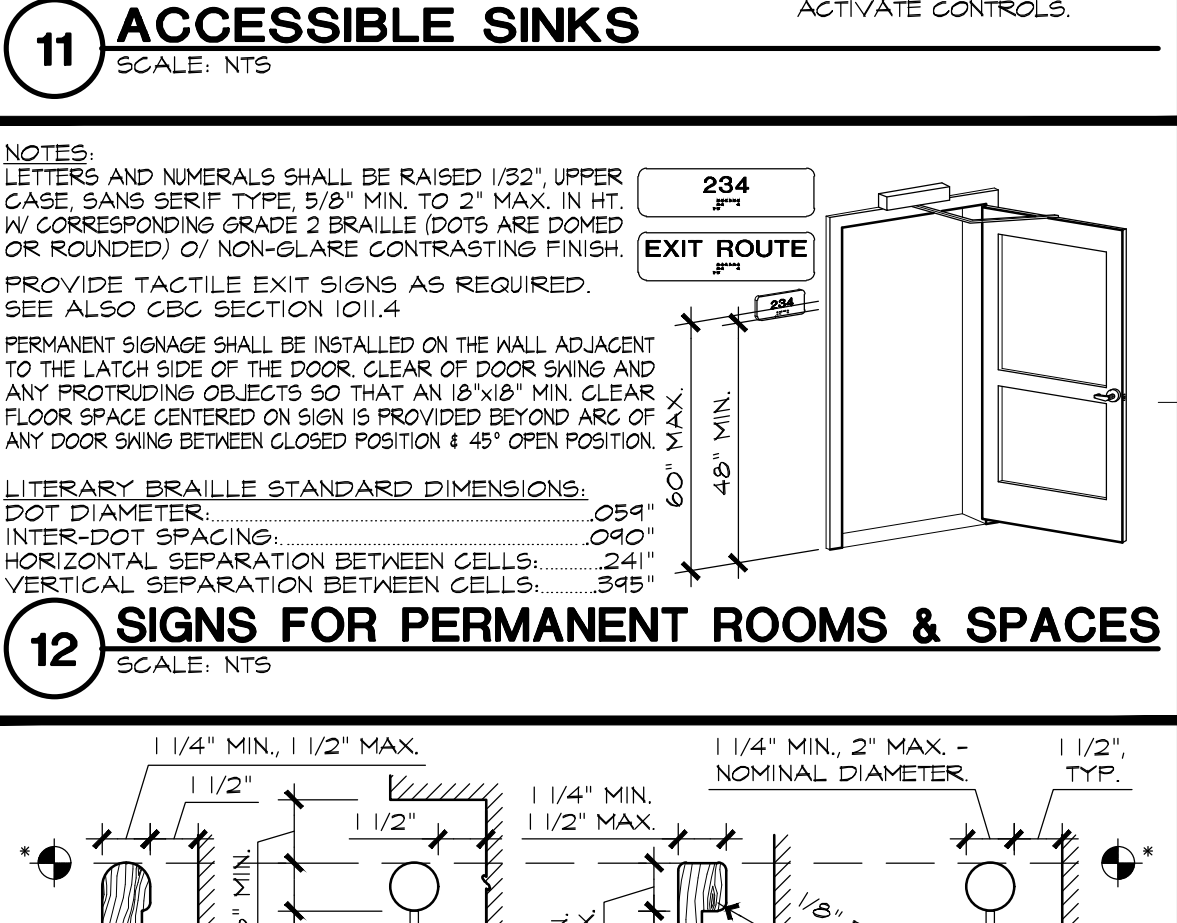 ACTIVATE CONTROLS.
11
ACCESSIBLE SINKS
SCALE: NTS
NOTES:
LETTERS AND NUMERALS SHALL BE RAISED 1/32", UPPER
CASE, SANS SERIF TYPE, 5/8" MIN. TO 2" MAX. IN HT.
W/ CORRESPONDING GRADE 2 BRAILLE (DOTS ARE DOMED
OR ROUNDED) O/ NON-GLARE CONTRASTING FINISH.
PROVIDE TACTILE EXIT SIGNS AS REQUIRED.
SEE ALSO CBC SECTION 1011.4
PERMANENT SIGNAGE SHALL BE INSTALLED ON THE WALL ADJACENT
TO THE LATCH SIDE OF THE DOOR. CLEAR OF DOOR SWING AND
ANY PROTRUDING OBJECTS SO THAT AN 18"x18" MIN. CLEAR
FLOOR SPACE CENTERED ON SIGN IS PROVIDED BEYOND ARC OF
ANY DOOR SWING BETWEEN CLOSED POSITION & 45° OPEN POSITION.
LITERARY BRAILLE STANDARD DIMENSIONS:
DOT DIAMETER:.059"
INTER-DOT SPACING:.090"
HORIZONTAL SEPARATION BETWEEN CELLS:.241"
VERTICAL SEPARATION BETWEEN CELLS:.395"
234
EXIT ROUTE
234
60" MAX.
48" MIN.
12
SIGNS FOR PERMANENT ROOMS & SPACES
SCALE: NTS
1 1/4" MIN., 1 1/2" MAX.
1 1/2"
1 1/2"
1 1/4" MIN.
1 1/2" MAX.
1 1/4" MIN., 2" MAX. -
NOMINAL DIAMETER.
1 1/2",
TYP.
*
" MIN.
1/8"
*